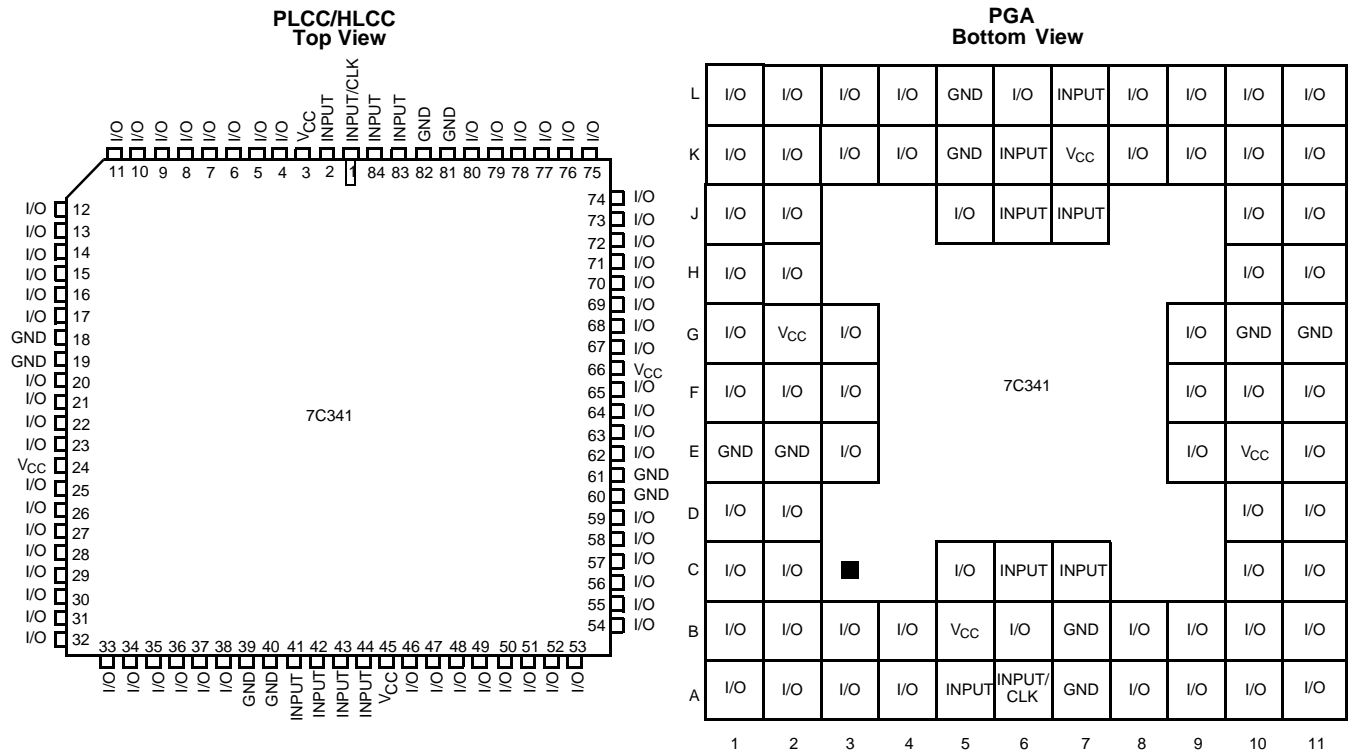 PLCC/HLCC
Top View
I/O I/O I/O I/O I/O I/O I/O I/O VCC INPUT INPUT/CLK INPUT INPUT GND GND I/O I/O I/O I/O I/O I/O
11 10 9 8 7 6 5 4 3 2 1 84 83 82 81 80 79 78 77 76 75
I/O 12
I/O 13
I/O 14
I/O 15
I/O 16
I/O 17
GND 18
GND 19
I/O 20
I/O 21
I/O 22
I/O 23
VCC 24
I/O 25
I/O 26
I/O 27
I/O 28
I/O 29
I/O 30
I/O 31
I/O 32
7C341
74 I/O
73 I/O
72 I/O
71 I/O
70 I/O
69 I/O
68 I/O
67 I/O
66 VCC
65 I/O
64 I/O
63 I/O
62 I/O
61 GND
60 GND
59 I/O
58 I/O
57 I/O
56 I/O
55 I/O
54 I/O
33 34 35 36 37 38 39 40 41 42 43 44 45 46 47 48 49 50 51 52 53
I/O I/O I/O I/O I/O I/O GND GND INPUT INPUT INPUT INPUT VCC I/O I/O I/O I/O I/O I/O I/O I/O
PGA
Bottom View
L I/O I/O I/O I/O GND I/O INPUT I/O I/O I/O I/O
K I/O I/O I/O I/O GND INPUT VCC I/O I/O I/O I/O
J I/O I/O I/O INPUT INPUT I/O I/O
H I/O I/O I/O I/O
G I/O VCC I/O I/O GND GND
F I/O I/O I/O 7C341 I/O I/O I/O
E GND GND I/O I/O VCC I/O
D I/O I/O I/O I/O
C I/O I/O I/O INPUT INPUT I/O I/O
B I/O I/O I/O I/O VCC I/O GND I/O I/O I/O I/O
A I/O I/O I/O I/O INPUT INPUT/CLK GND I/O I/O I/O I/O
1 2 3 4 5 6 7 8 9 10 11